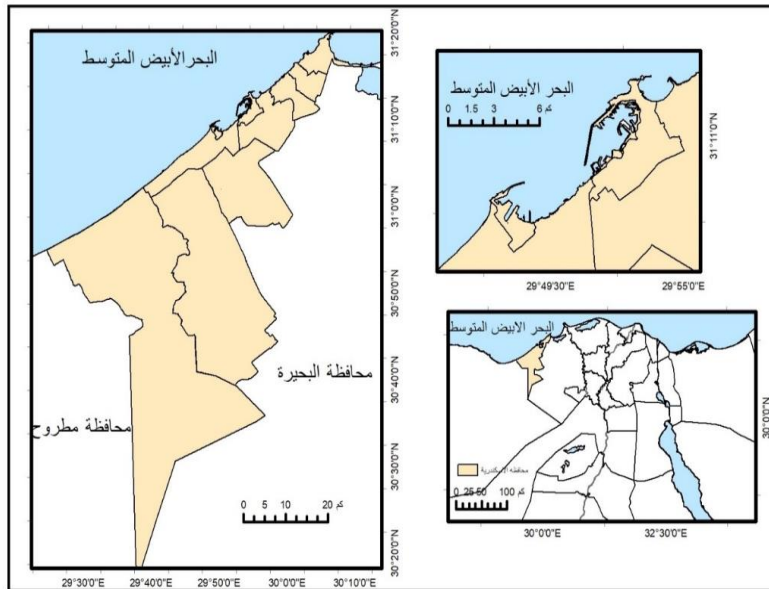 البحر الأبيض المتوسط
محافظة البحيرة
محافظة مطروح
0 5 10 20 كم
31°20'0"N
31°10'0"N
31°0'0"N
30°50'0"N
30°40'0"N
30°30'0"N
30°20'0"N
29°30'0"E 29°40'0"E 29°50'0"E 30°0'0"E 30°10'0"E
البحر الأبيض المتوسط
0 1.5 3 6 كم
31°11'0"N
29°49'30"E 29°55'0"E
البحر الابيض المتوسط
محافظة الاسكندرية
0 25 50 100 كم
30°0'0"N
30°0'0"E 32°30'0"E